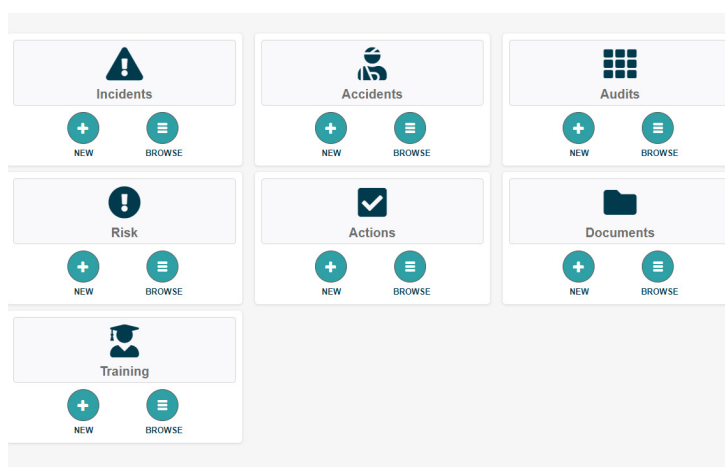 Incidents
NEW BROWSE
Accidents
NEW BROWSE
Audits
NEW BROWSE
Risk
NEW BROWSE
Actions
NEW BROWSE
Documents
NEW BROWSE
Training
NEW BROWSE